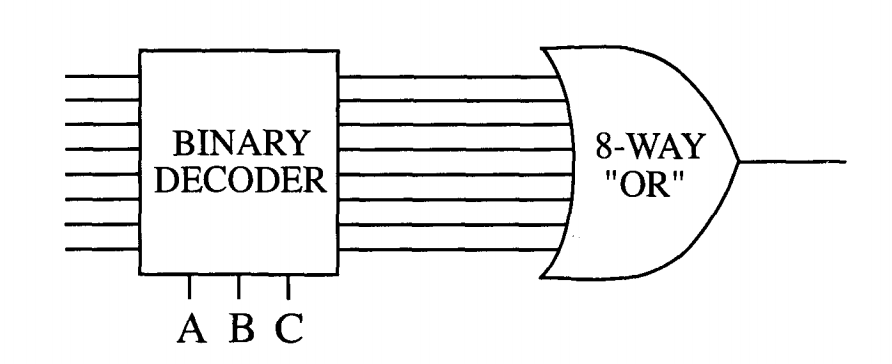 BINARY
DECODER
8-WAY
"OR"
A B C